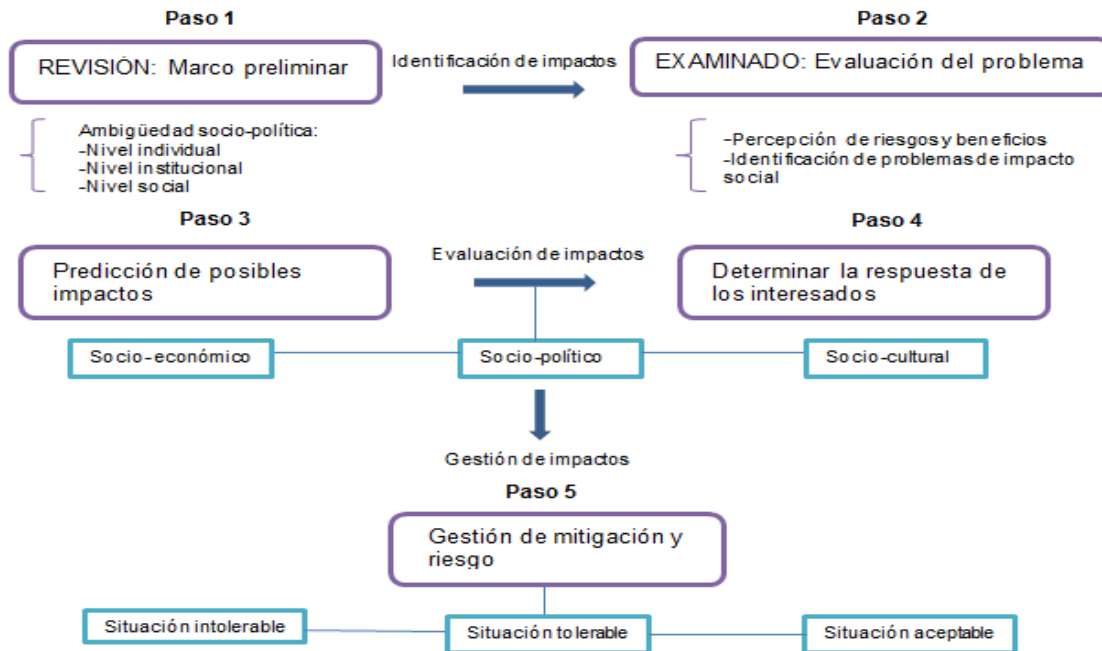 Paso 1
Paso 2
REVISIÓN: Marco preliminar
Identificación de impactos
EXAMINADO: Evaluación del problema
Ambigüedad socio-política:
-Nivel individual
-Nivel institucional
-Nivel social
-Percepción de riesgos y beneficios
-Identificación de problemas de impacto
social
Paso 3
Paso 4
Predicción de posibles
impactos
Evaluación de impactos
Determinar la respuesta de
los interesados
Socio-económico
Socio-político
Socio-cultural
Gestión de impactos
Paso 5
Gestión de mitigación y
riesgo
Situación intolerable
Situación tolerable
Situación aceptable